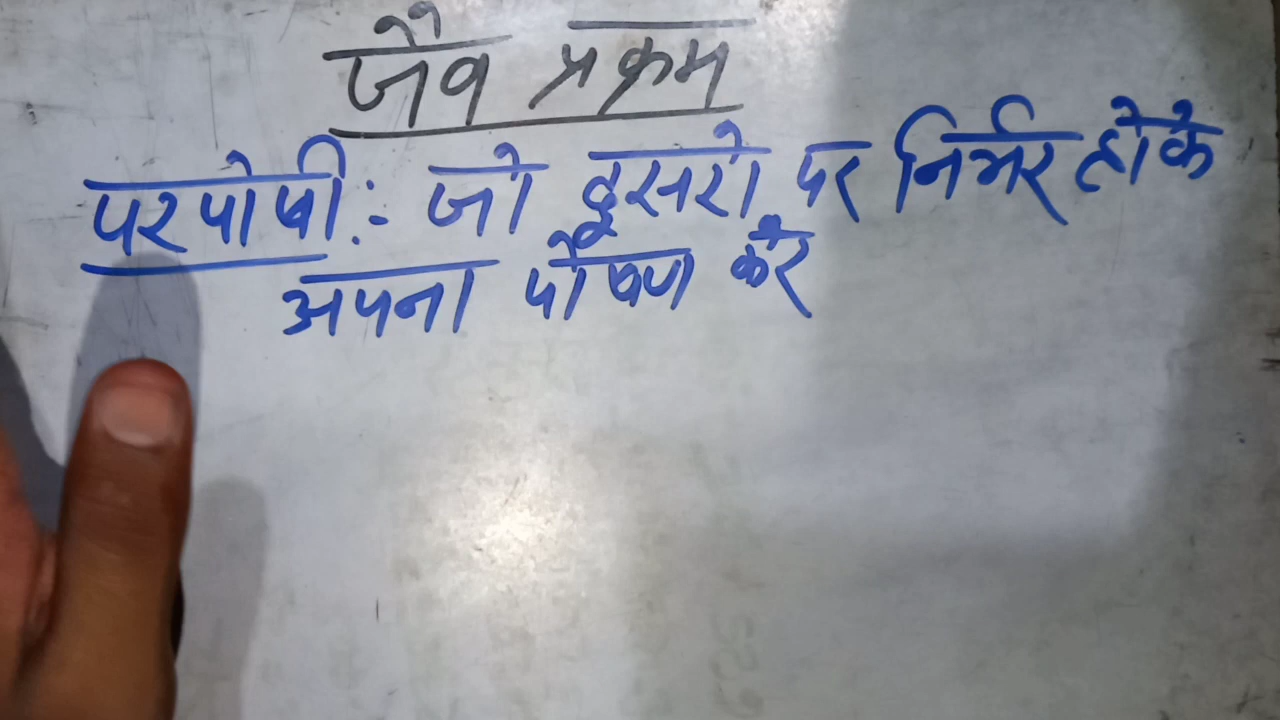 जैव प्रक्रम
परपोषी:- जो दुसरो पर निर्भर होके
अपना पोषण करे